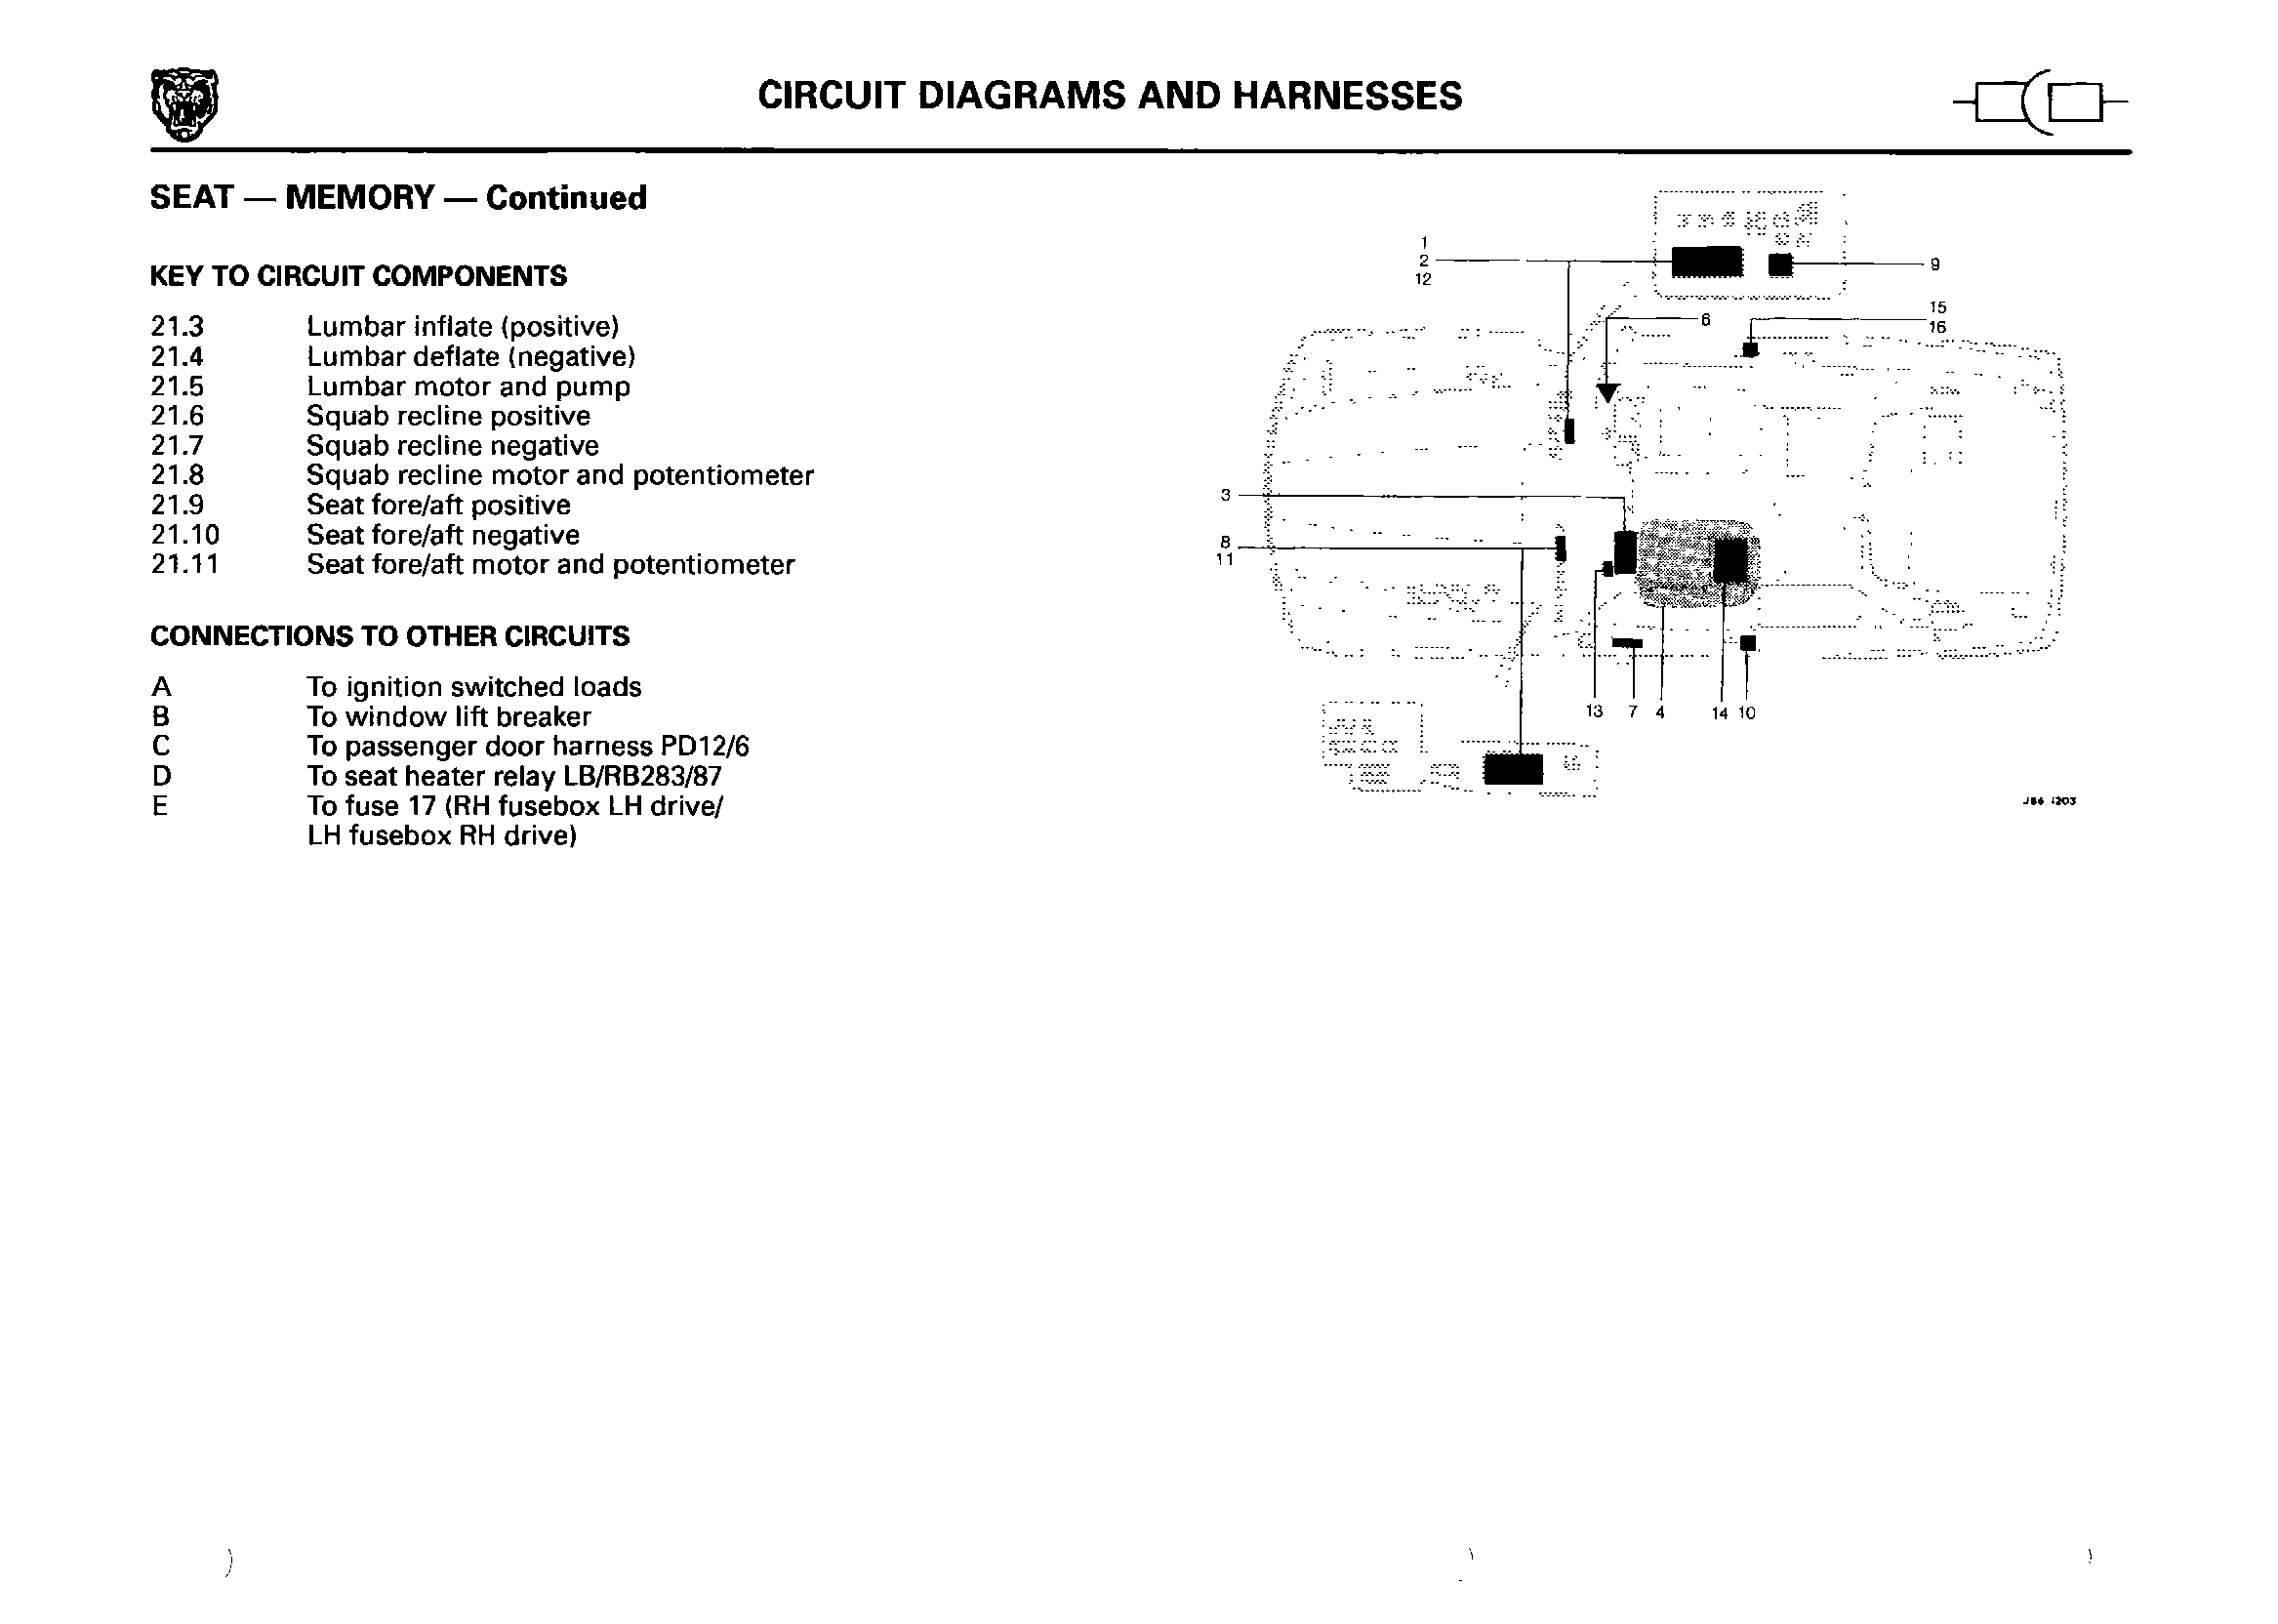 CIRCUIT DIAGRAMS AND HARNESSES
SEAT — MEMORY — Continued
KEY TO CIRCUIT COMPONENTS
21.3 Lumbar inflate (positive)
21.4 Lumbar deflate (negative)
21.5 Lumbar motor and pump
21.6 Squab recline positive
21.7 Squab recline negative
21.8 Squab recline motor and potentiometer
21.9 Seat fore/aft positive
21.10 Seat fore/aft negative
21.11 Seat fore/aft motor and potentiometer
CONNECTIONS TO OTHER CIRCUITS
A To ignition switched loads
B To window lift breaker
C To passenger door harness PD12/6
D To seat heater relay LB/RB283/87
E To fuse 17 (RH fusebox LH drive/
LH fusebox RH drive)
1
2
12
9
15
16
6
3
8
11
13 7 4 14 10
J86 1203